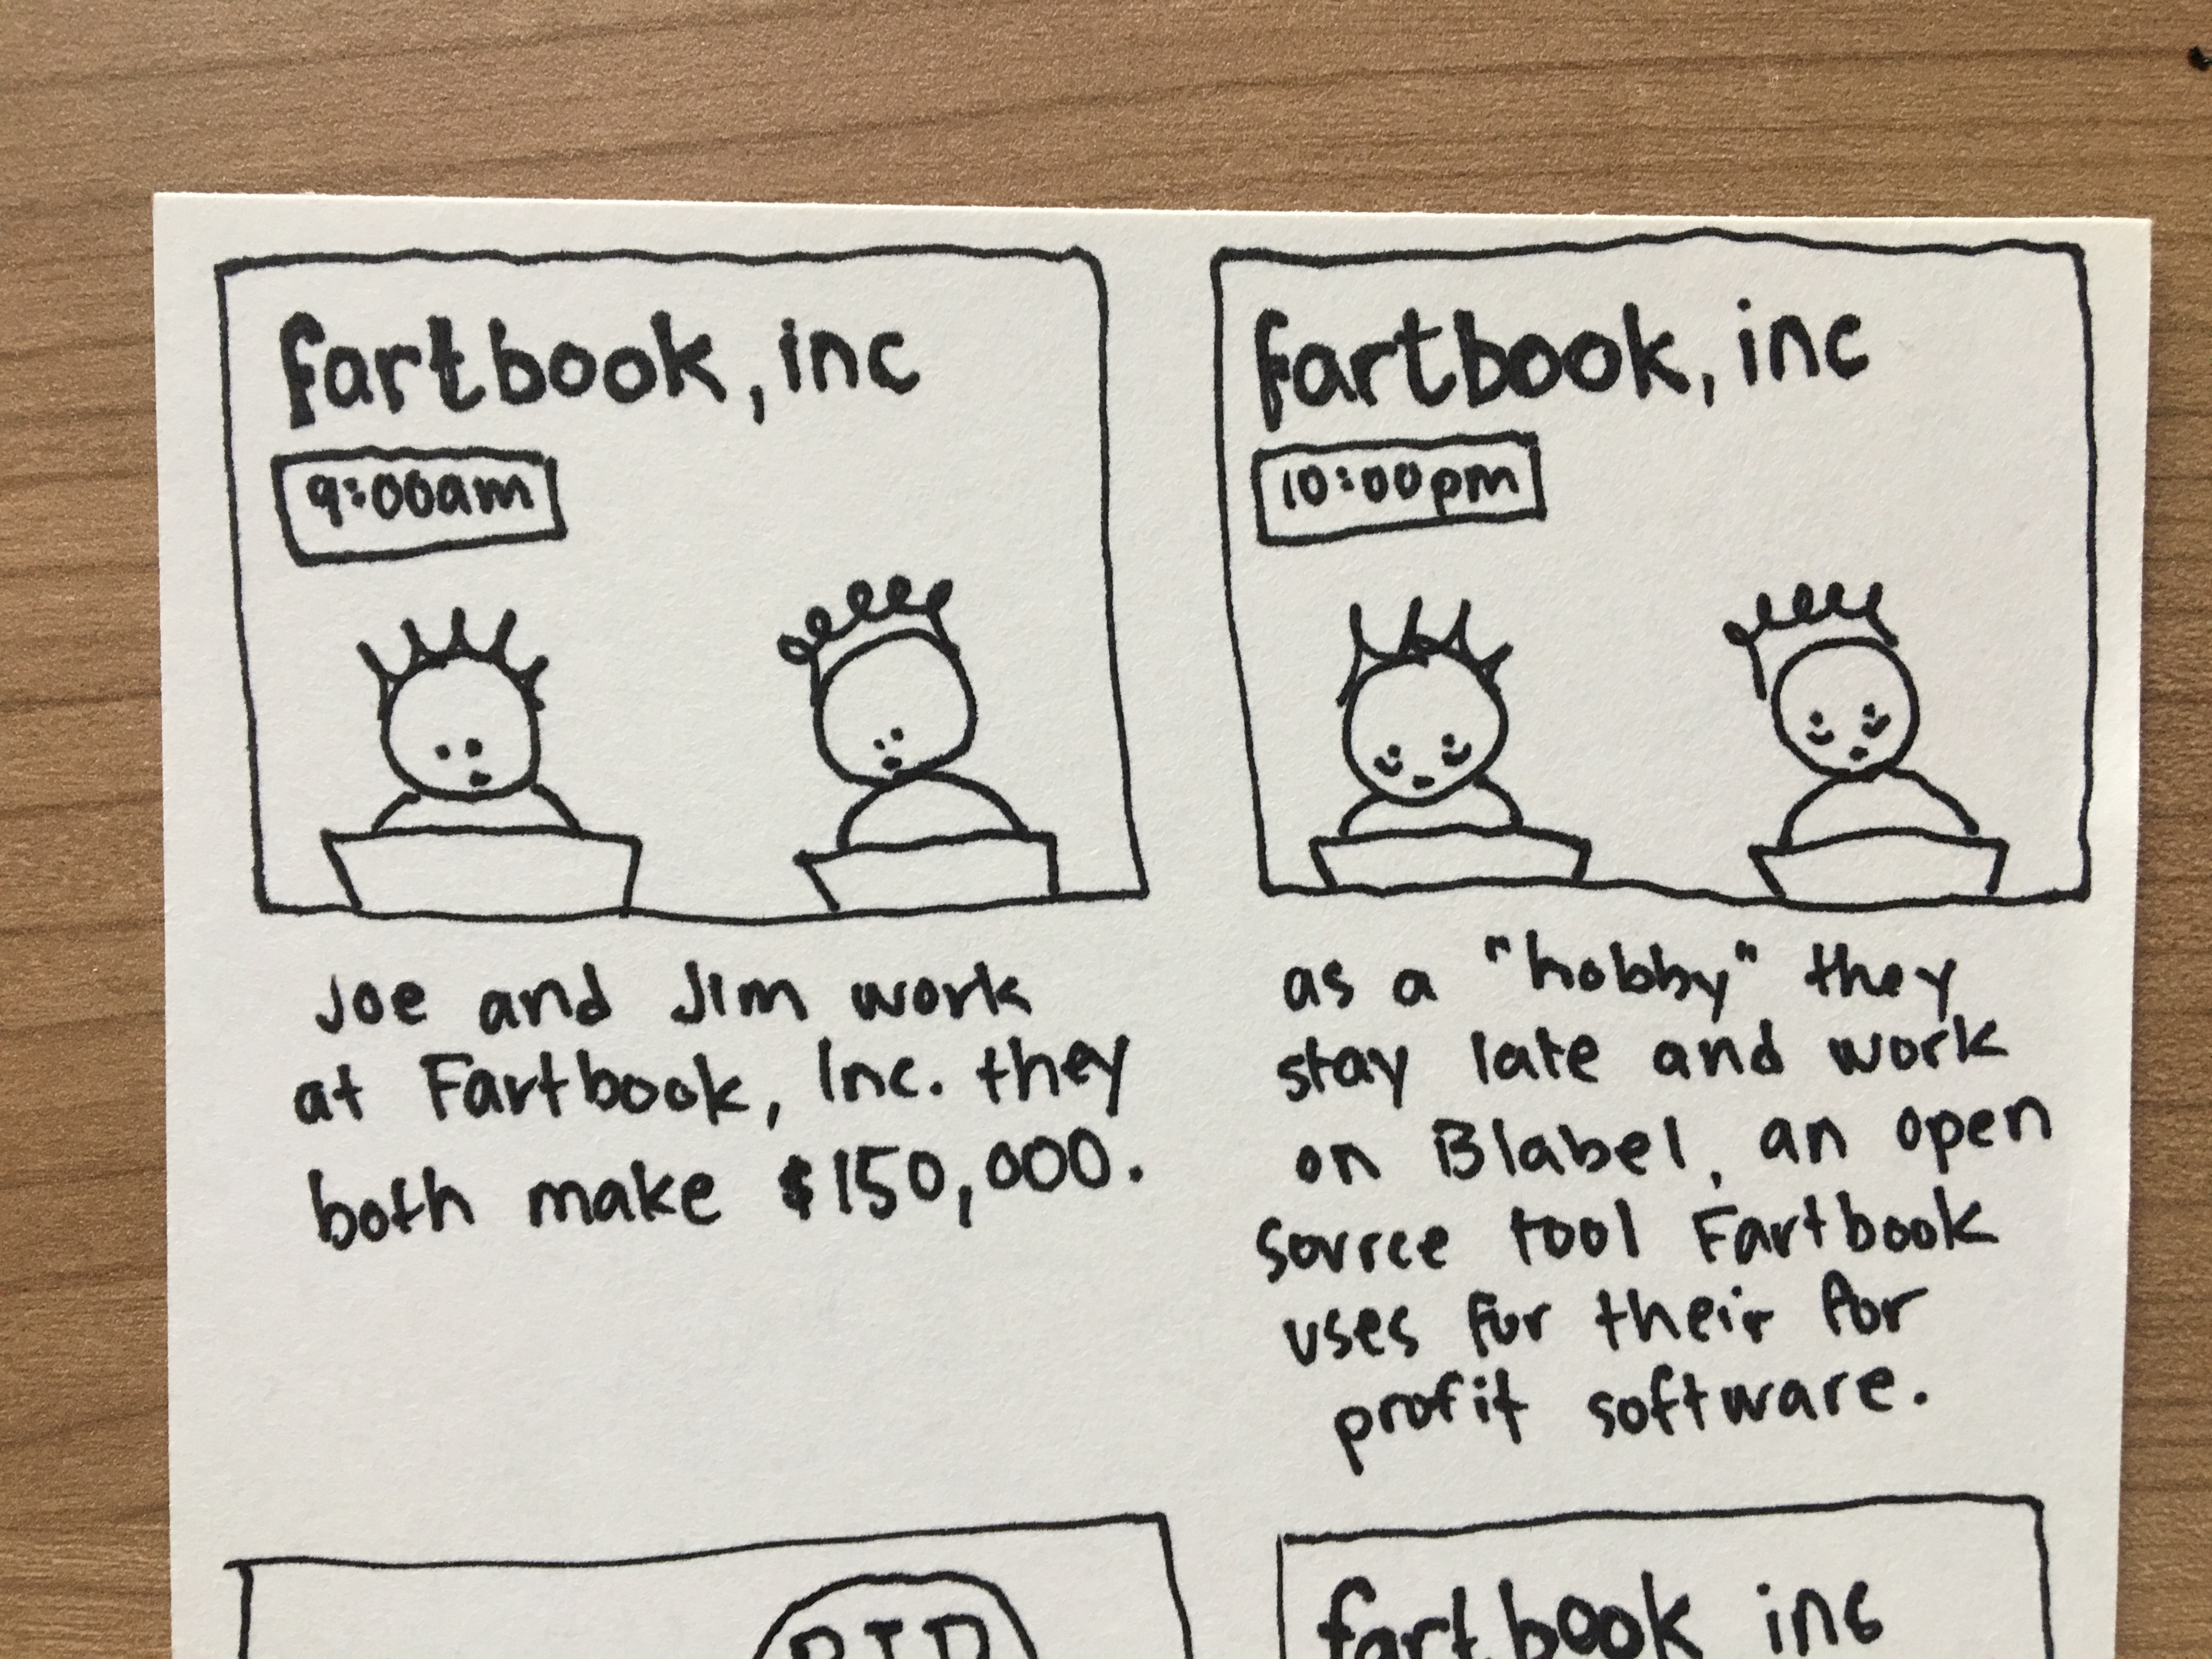 fartbook, inc
9:00am
Joe and Jim work
at Fartbook, Inc. they
both make $150,000.
fartbook, inc
10:00pm
as a "hobby" they
stay late and work
on Blabel, an open
source tool Fartbook
uses for their for
profit software.
fartbook inc